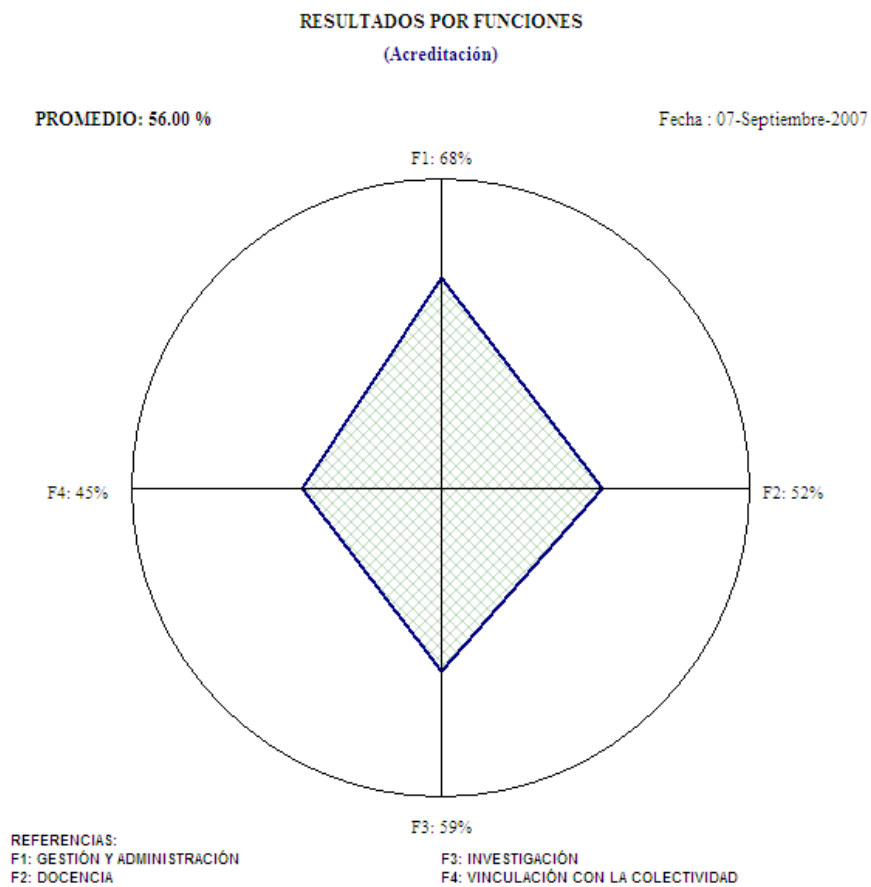 RESULTADOS POR FUNCIONES
(Acreditación)
PROMEDIO: 56.00 %
Fecha : 07-Septiembre-2007
F1: 68%
F4: 45%
F2: 52%
F3: 59%
REFERENCIAS:
F1: GESTIÓN Y ADMINISTRACIÓN
F3: INVESTIGACIÓN
F2: DOCENCIA
F4: VINCULACIÓN CON LA COLECTIVIDAD